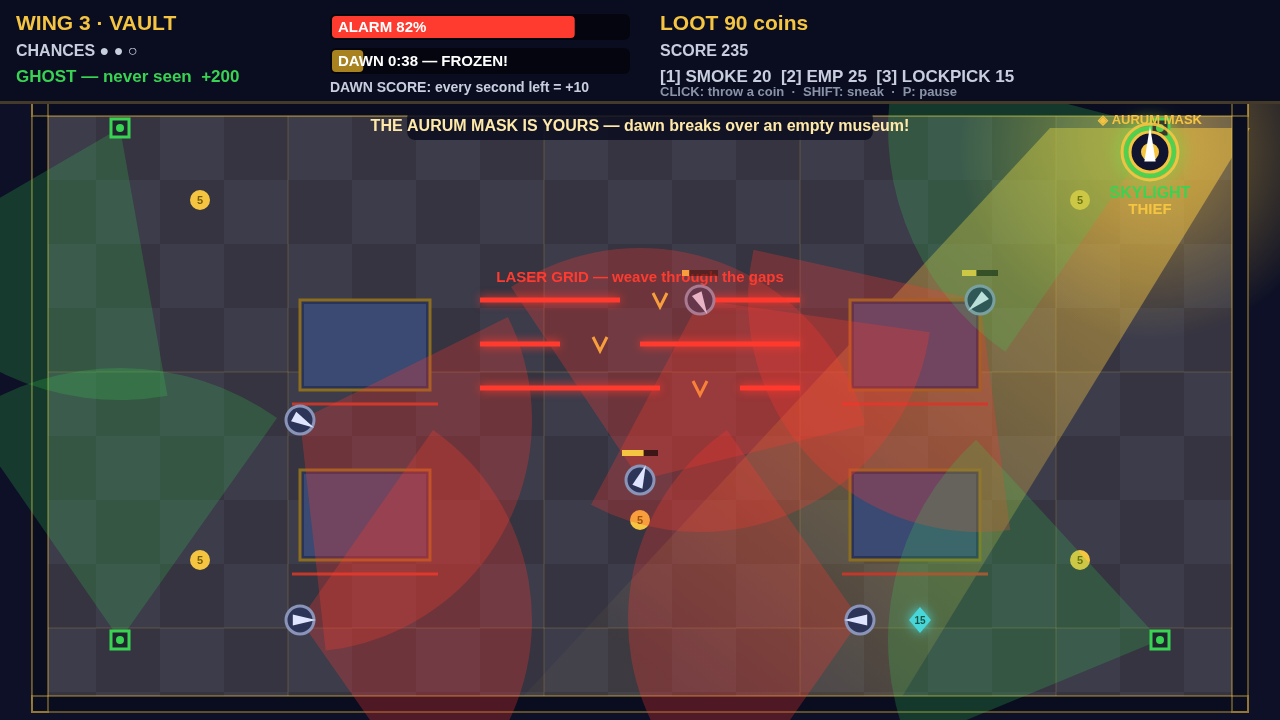 WING 3 · VAULT
CHANCES ● ● ○
GHOST — never seen +200
ALARM 82%
DAWN 0:38 — FROZEN!
DAWN SCORE: every second left = +10
LOOT 90 coins
SCORE 235
[1] SMOKE 20 [2] EMP 25 [3] LOCKPICK 15
CLICK: throw a coin · SHIFT: sneak · P: pause
THE AURUM MASK IS YOURS — dawn breaks over an empty museum!
◈ AURUM MASK
SKYLIGHT
THIEF
5
5
LASER GRID — weave through the gaps
5
5
5
15